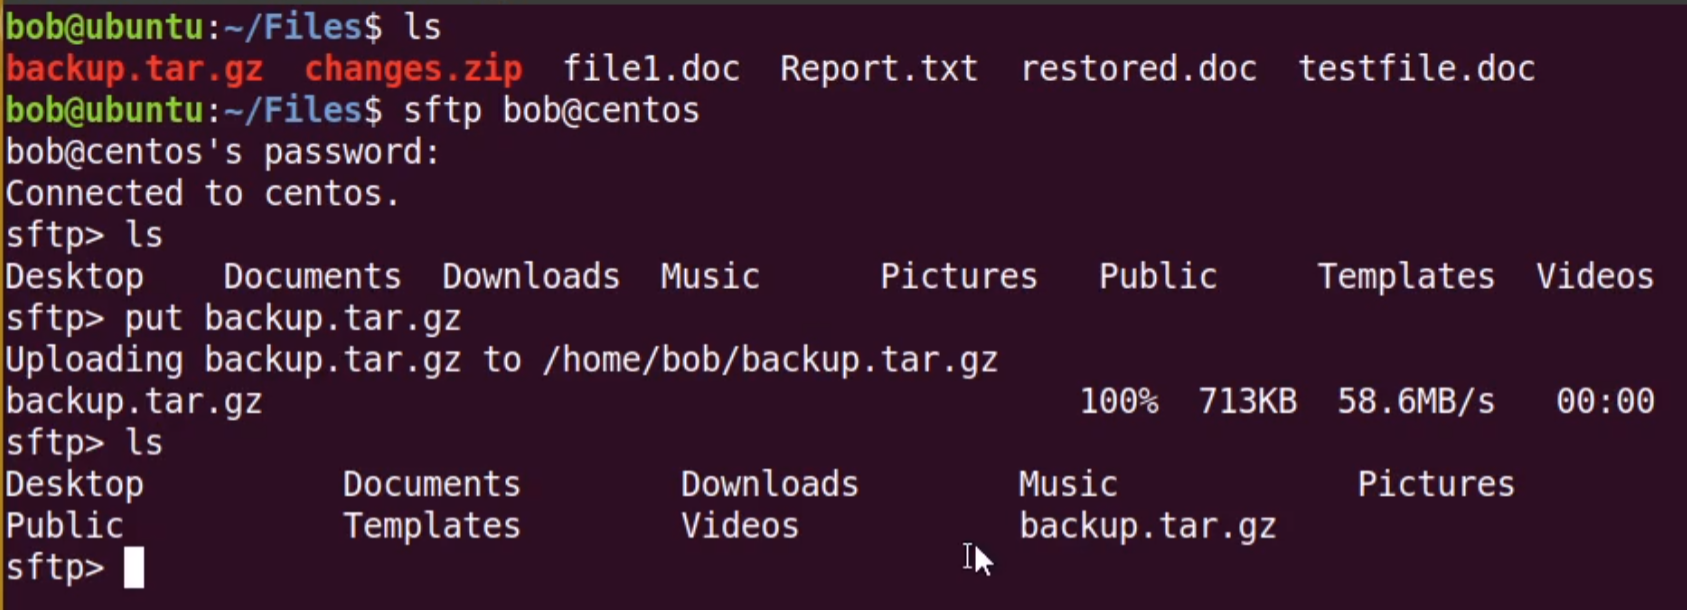 bob@ubuntu:~/Files$ ls
backup.tar.gz  changes.zip  file1.doc  Report.txt  restored.doc  testfile.doc
bob@ubuntu:~/Files$ sftp bob@centos
bob@centos's password:
Connected to centos.
sftp> ls
Desktop    Documents  Downloads  Music      Pictures   Public     Templates  Videos
sftp> put backup.tar.gz
Uploading backup.tar.gz to /home/bob/backup.tar.gz
backup.tar.gz                                         100%  713KB  58.6MB/s   00:00
sftp> ls
Desktop          Documents        Downloads        Music            Pictures
Public           Templates        Videos           backup.tar.gz
sftp>